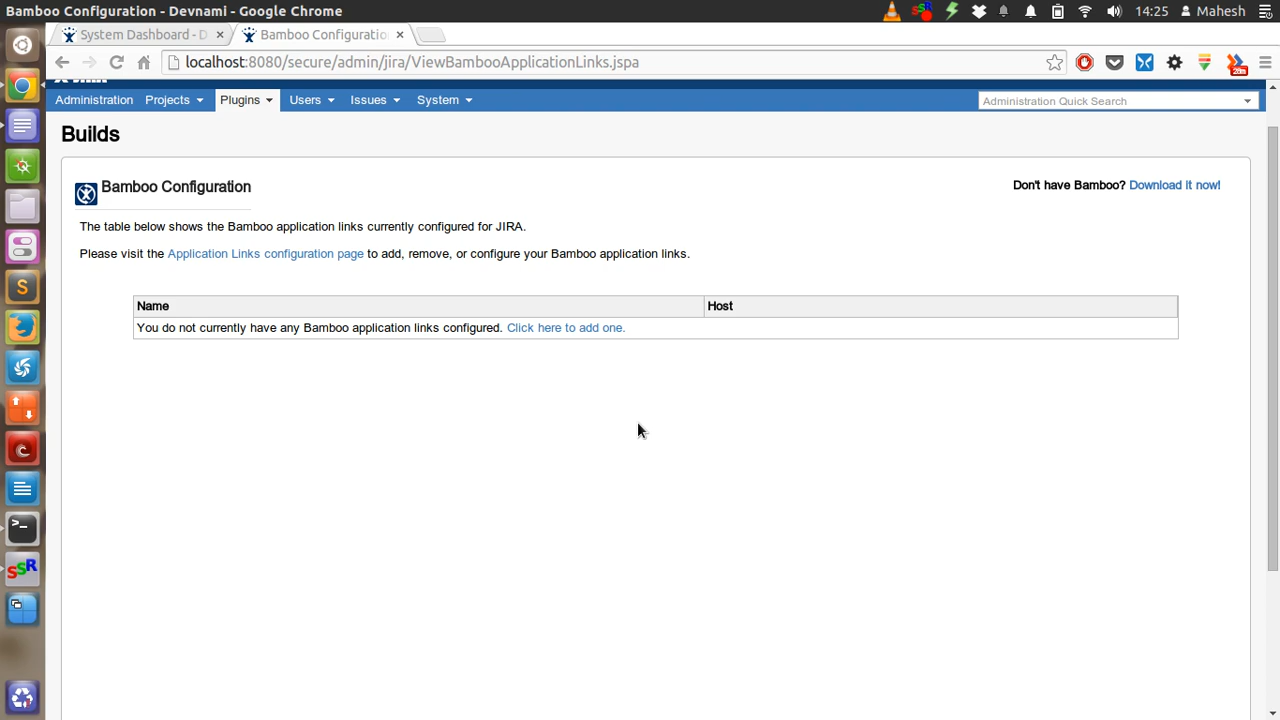 Bamboo Configuration - Devnami - Google Chrome
14:25 Mahesh
System Dashboard - D
Bamboo Configuratio
localhost:8080/secure/admin/jira/ViewBambooApplicationLinks.jspa
28m
Administration Projects Plugins Users Issues System
Administration Quick Search
Builds
Bamboo Configuration
Don't have Bamboo? Download it now!
The table below shows the Bamboo application links currently configured for JIRA.
Please visit the Application Links configuration page to add, remove, or configure your Bamboo application links.
Name Host
You do not currently have any Bamboo application links configured. Click here to add one.
S
>_
SSR